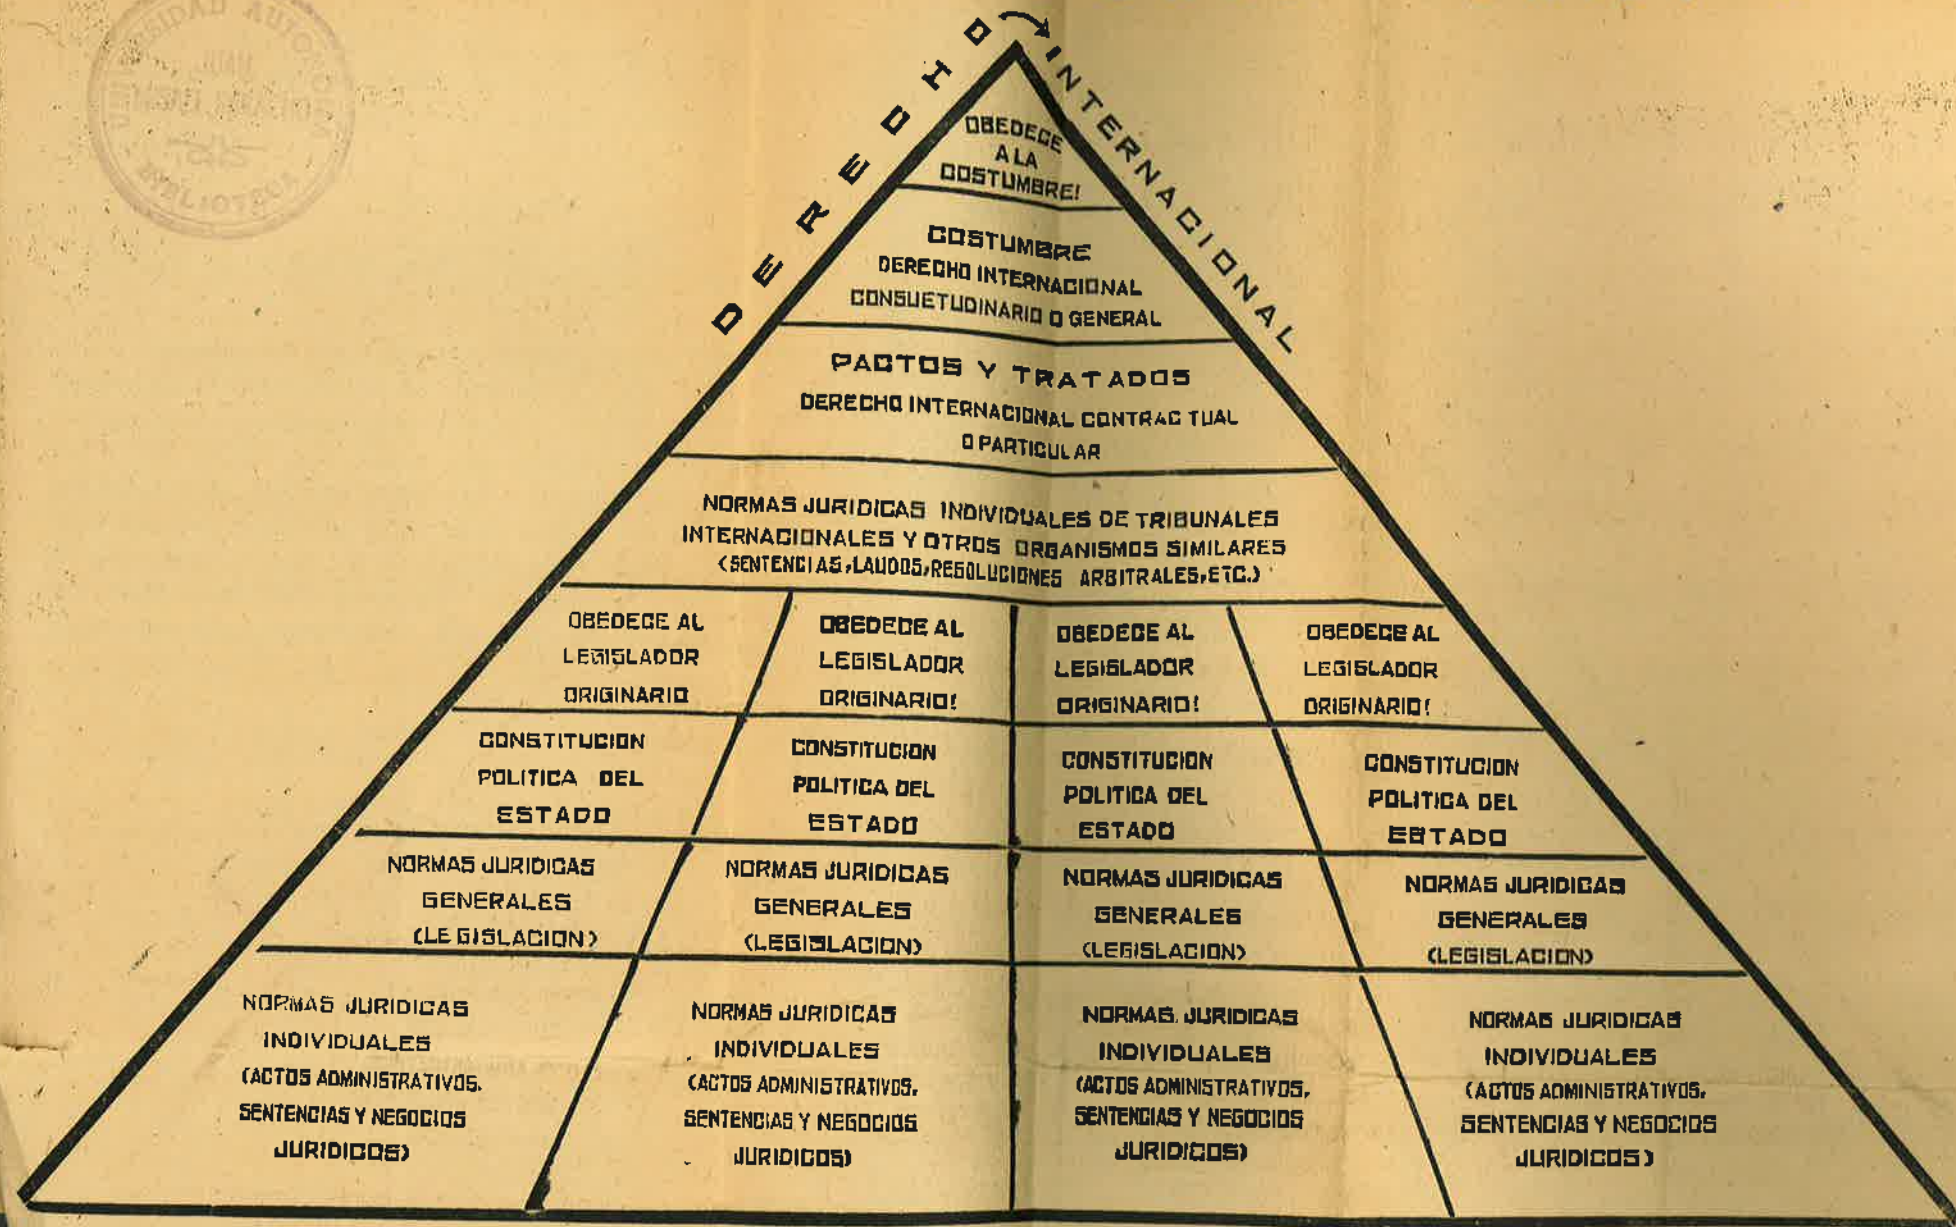 DERECHO INTERNACIONAL
OBEDECE
A LA
COSTUMBRE!
COSTUMBRE
DERECHO INTERNACIONAL
CONSUETUDINARIO O GENERAL
PACTOS Y TRATADOS
DERECHO INTERNACIONAL CONTRACTUAL
O PARTICULAR
NORMAS JURIDICAS INDIVIDUALES DE TRIBUNALES
INTERNACIONALES Y OTROS ORGANISMOS SIMILARES
(SENTENCIAS, LAUDOS, RESOLUCIONES ARBITRALES, ETC.)
OBEDECE AL
LEGISLADOR
ORIGINARIO
OBEDECE AL
LEGISLADOR
ORIGINARIO!
OBEDECE AL
LEGISLADOR
ORIGINARIO!
OBEDECE AL
LEGISLADOR
ORIGINARIO!
CONSTITUCION
POLITICA DEL
ESTADO
CONSTITUCION
POLITICA DEL
ESTADO
CONSTITUCION
POLITICA DEL
ESTADO
CONSTITUCION
POLITICA DEL
ESTADO
NORMAS JURIDICAS
GENERALES
(LEGISLACION)
NORMAS JURIDICAS
GENERALES
(LEGISLACION)
NORMAS JURIDICAS
GENERALES
(LEGISLACION)
NORMAS JURIDICAS
GENERALES
(LEGISLACION)
NORMAS JURIDICAS
INDIVIDUALES
(ACTOS ADMINISTRATIVOS.
SENTENCIAS Y NEGOCIOS
JURIDICOS)
NORMAS JURIDICAS
INDIVIDUALES
(ACTOS ADMINISTRATIVOS.
SENTENCIAS Y NEGOCIOS
JURIDICOS)
NORMAS JURIDICAS
INDIVIDUALES
(ACTOS ADMINISTRATIVOS,
SENTENCIAS Y NEGOCIOS
JURIDICOS)
NORMAS JURIDICAS
INDIVIDUALES
(ACTOS ADMINISTRATIVOS,
SENTENCIAS Y NEGOCIOS
JURIDICOS)
UNIVERSIDAD AUTONOMA
BIBLIOTECA